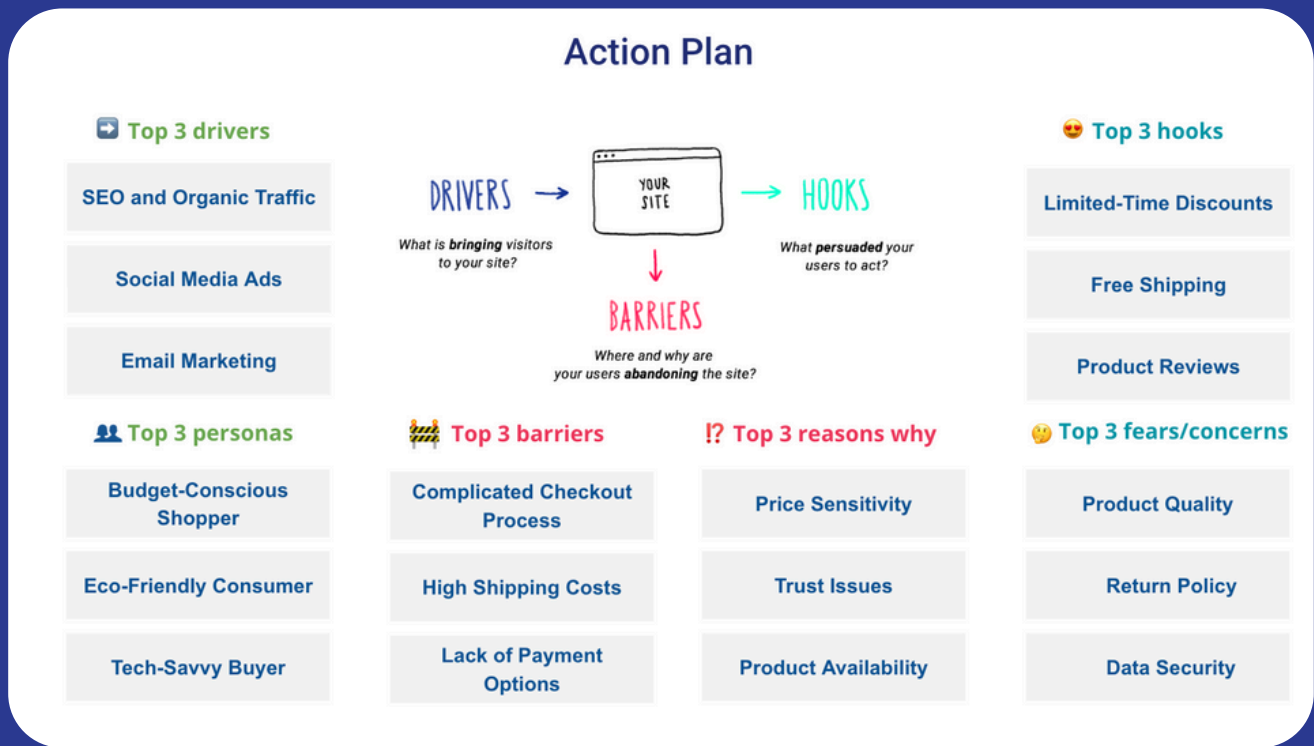 Action Plan
Top 3 drivers
SEO and Organic Traffic
Social Media Ads
Email Marketing
DRIVERS
What is bringing visitors
to your site?
YOUR
SITE
HOOKS
What persuaded your
users to act?
BARRIERS
Where and why are
your users abandoning the site?
Top 3 hooks
Limited-Time Discounts
Free Shipping
Product Reviews
Top 3 personas
Budget-Conscious
Shopper
Eco-Friendly Consumer
Tech-Savvy Buyer
Top 3 barriers
Complicated Checkout
Process
High Shipping Costs
Lack of Payment
Options
⁉ Top 3 reasons why
Price Sensitivity
Trust Issues
Product Availability
Top 3 fears/concerns
Product Quality
Return Policy
Data Security